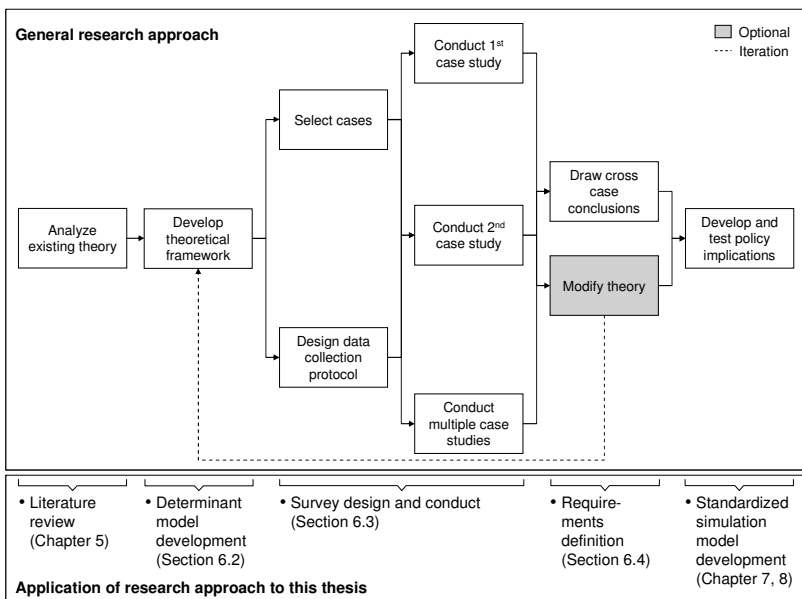 General research approach
Optional
Iteration
Analyze
existing theory
Develop
theoretical
framework
Select cases
Design data
collection
protocol
Conduct 1st
case study
Conduct 2nd
case study
Conduct
multiple case
studies
Draw cross
case
conclusions
Modify theory
Develop and
test policy
implications
• Literature
review
(Chapter 5)
• Determinant
model
development
(Section 6.2)
• Survey design and conduct
(Section 6.3)
• Require-
ments
definition
(Section 6.4)
• Standardized
simulation
model
development
(Chapter 7, 8)
Application of research approach to this thesis